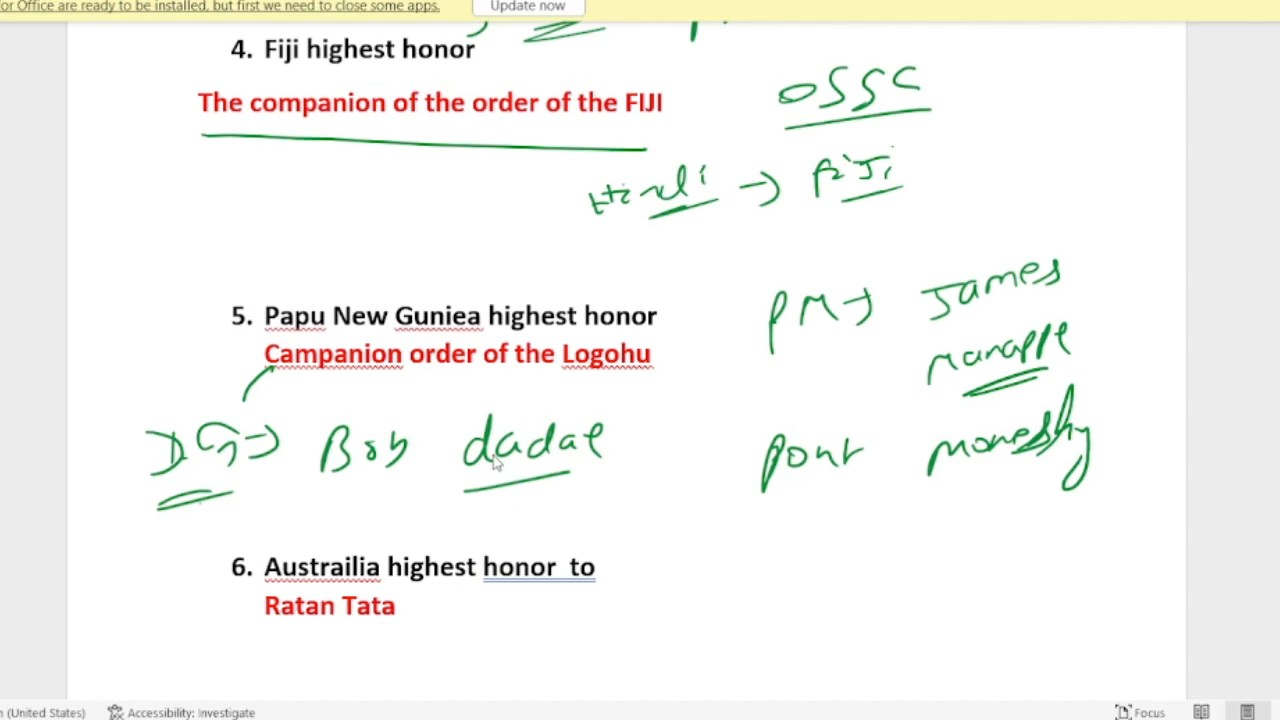 or Office are ready to be installed, but first we need to close some apps.
Update now
4. Fiji highest honor
The companion of the order of the FIJI
OSSC
Hindi → FiJi
5. Papu New Guniea highest honor
Campanion order of the Logohu
PM → James
marappe
DG → Bob dadae
port moresby
6. Austrailia highest honor to
Ratan Tata
(United States)
Accessibility: Investigate
Focus